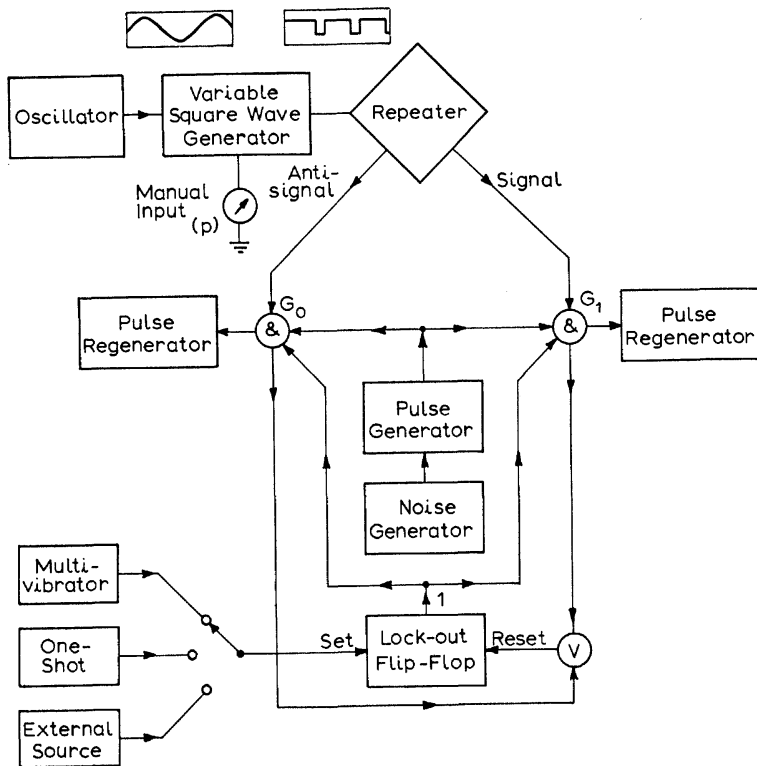 Oscillator
Variable
Square Wave
Generator
Repeater
Manual
Input
(p)
Anti-
signal
Signal
G0
G1
&
&
Pulse
Regenerator
Pulse
Regenerator
Pulse
Generator
Noise
Generator
Multi-
vibrator
One-
Shot
External
Source
1
Set
Lock-out
Flip-Flop
Reset
V